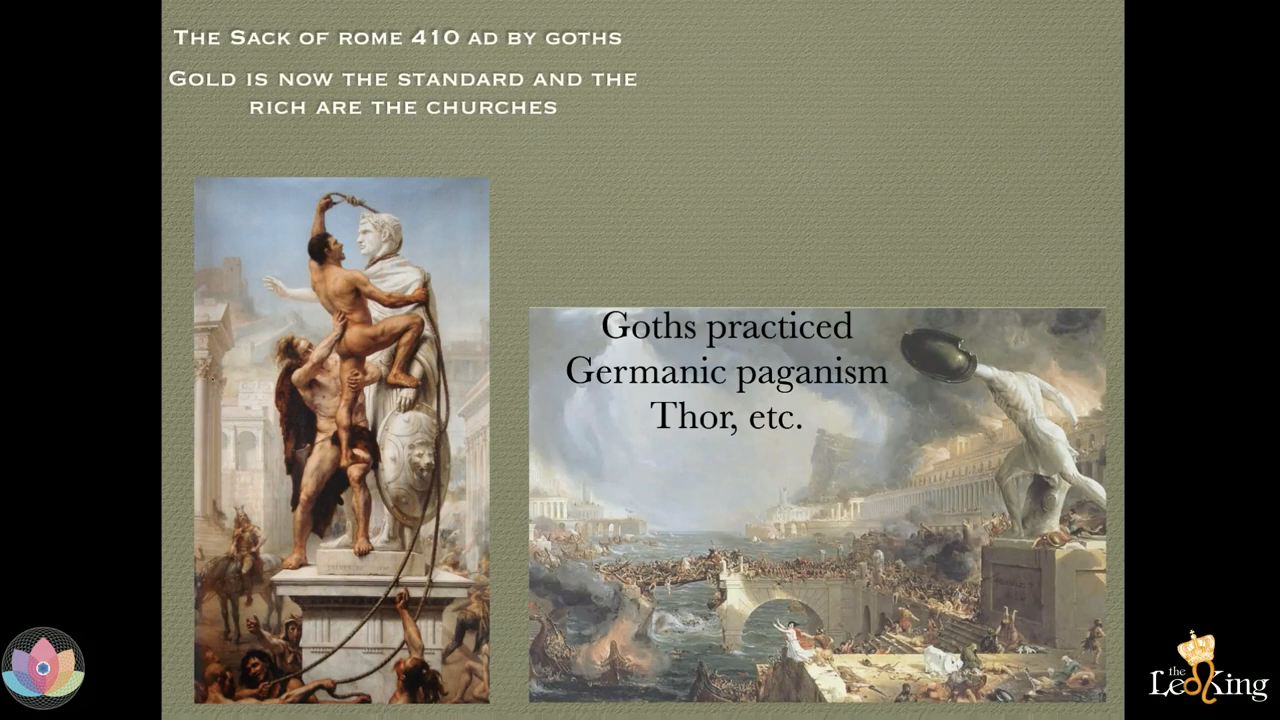 The Sack of rome 410 ad by goths
Gold is now the standard and the
rich are the churches
Goths practiced
Germanic paganism
Thor, etc.
the
LeoKing